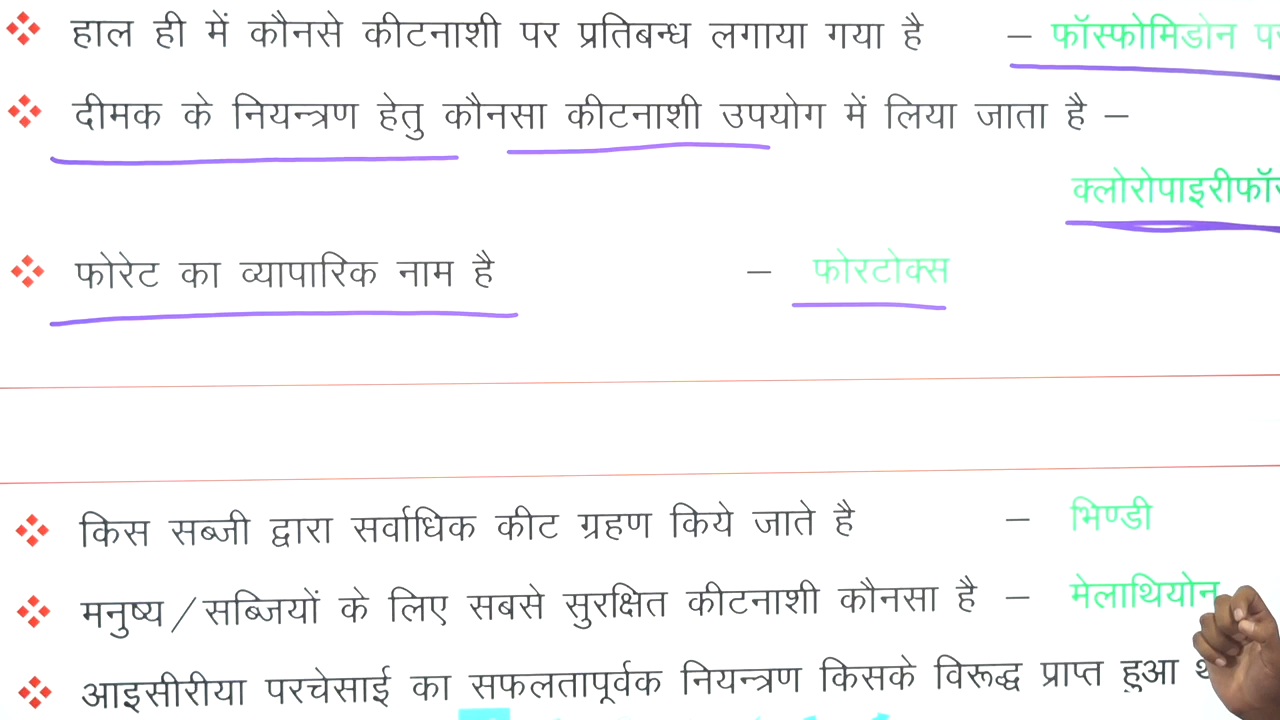 हाल ही में कौनसे कीटनाशी पर प्रतिबन्ध लगाया गया है – फॉस्फोमिडोन
दीमक के नियन्त्रण हेतु कौनसा कीटनाशी उपयोग में लिया जाता है –
फोरेट का व्यापारिक नाम है – फोरटोक्स
किस सब्जी द्वारा सर्वाधिक कीट ग्रहण किये जाते है – भिण्डी
मनुष्य/सब्जियों के लिए सबसे सुरक्षित कीटनाशी कौनसा है – मेलाथियोन
आइसीरीया परचेसाई का सफलतापूर्वक नियन्त्रण किसके विरूद्ध प्राप्त हुआ